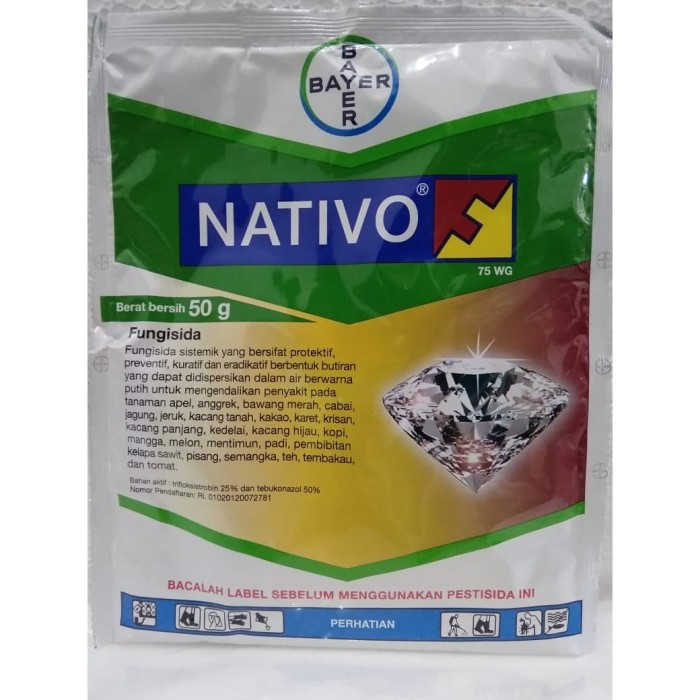 BAYER
BAYER
NATIVO®
75 WG
Berat bersih 50 g
Fungisida
Fungisida sistemik yang bersifat protektif,
preventif, kuratif dan eradikatif berbentuk butiran
yang dapat didispersikan dalam air berwarna
putih untuk mengendalikan penyakit pada
tanaman apel, anggrek, bawang merah, cabai,
jagung, jeruk, kacang tanah, kakao, karet, krisan,
kacang panjang, kedelai, kacang hijau, kopi,
mangga, melon, mentimun, padi, pembibitan
kelapa sawit, pisang, semangka, teh, tembakau,
dan tomat.
Bahan aktif : trifloksistrobin 25% dan tebukonazol 50%
Nomor Pendaftaran: RI. 01020120072781
BACALAH LABEL SEBELUM MENGGUNAKAN PESTISIDA INI
PERHATIAN